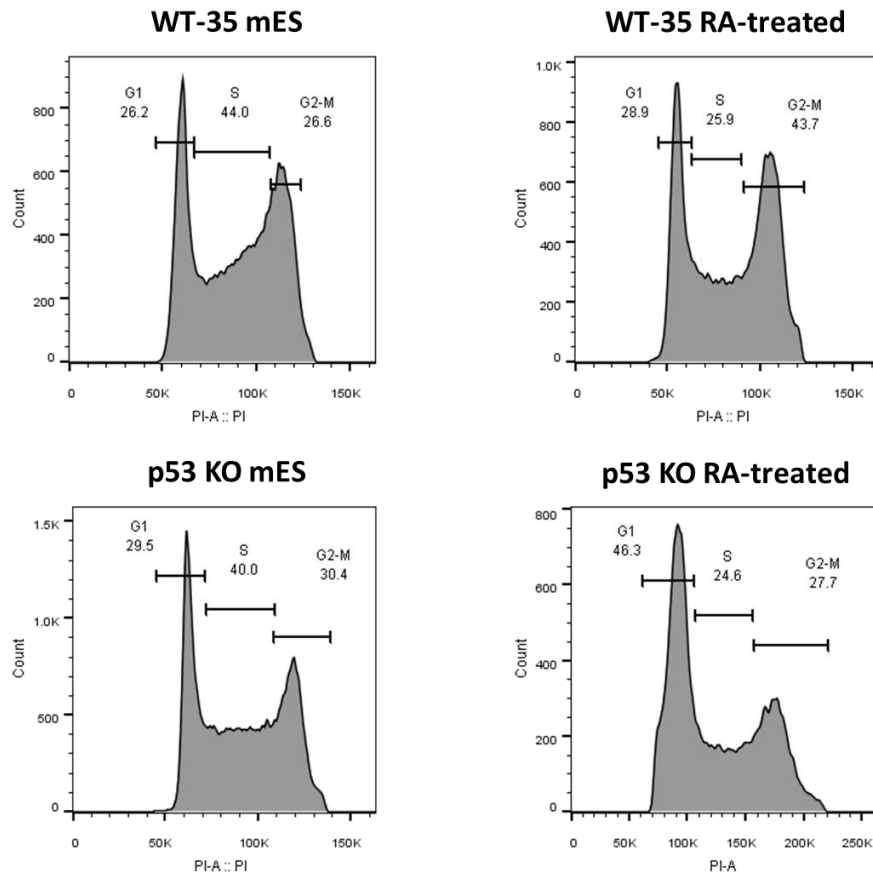 WT-35 mES
G1
26.2
S
44.0
G2-M
26.6
800
600
400
200
0
Count
0
50K
100K
150K
PI-A :: PI
WT-35 RA-treated
G1
28.9
S
25.9
G2-M
43.7
1.0K
800
600
400
200
0
Count
0
50K
100K
150K
PI-A :: PI
p53 KO mES
G1
29.5
S
40.0
G2-M
30.4
1.5K
1.0K
500
0
Count
0
50K
100K
150K
PI-A :: PI
p53 KO RA-treated
G1
46.3
S
24.6
G2-M
27.7
800
600
400
200
0
Count
0
50K
100K
150K
200K
250K
PI-A